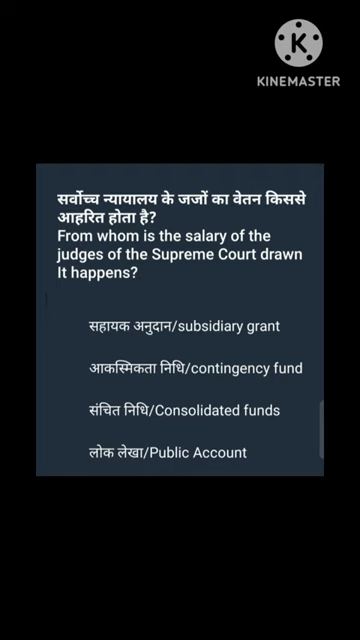 KINEMASTER
सर्वोच्च न्यायालय के जजों का वेतन किससे
आहरित होता है?
From whom is the salary of the
judges of the Supreme Court drawn
It happens?
सहायक अनुदान/subsidiary grant
आकस्मिकता निधि/contingency fund
संचित निधि/Consolidated funds
लोक लेखा/Public Account